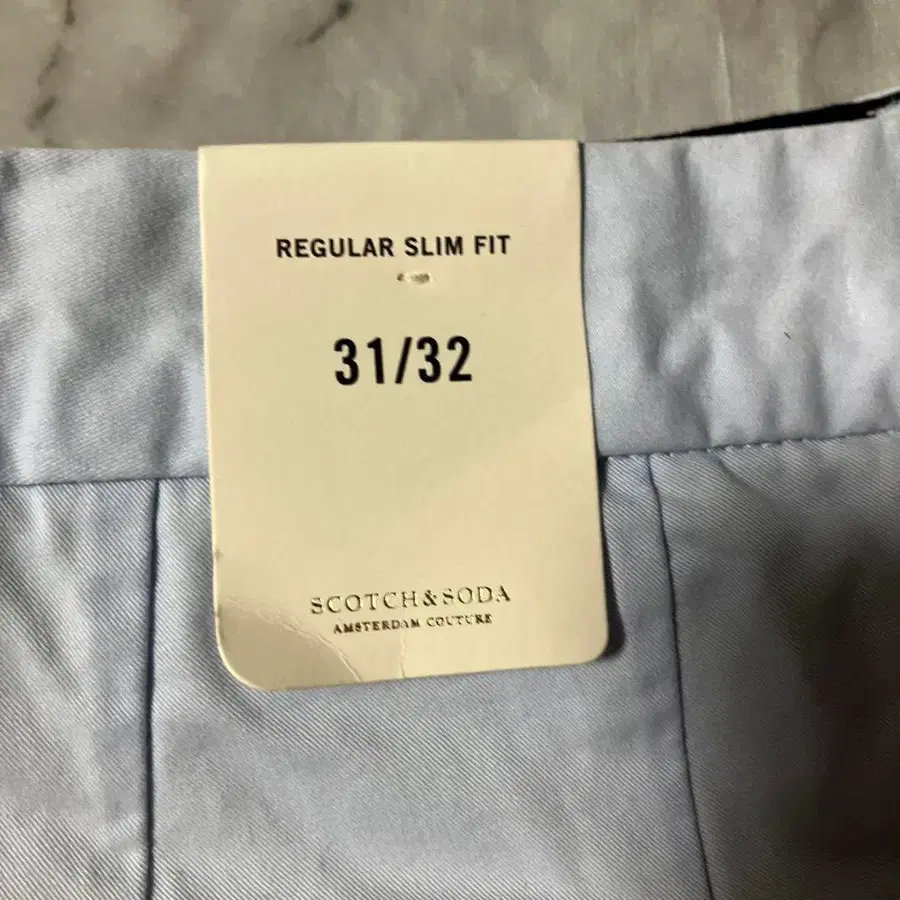 REGULAR SLIM FIT
31/32
SCOTCH&SODA
AMSTERDAM COUTURE